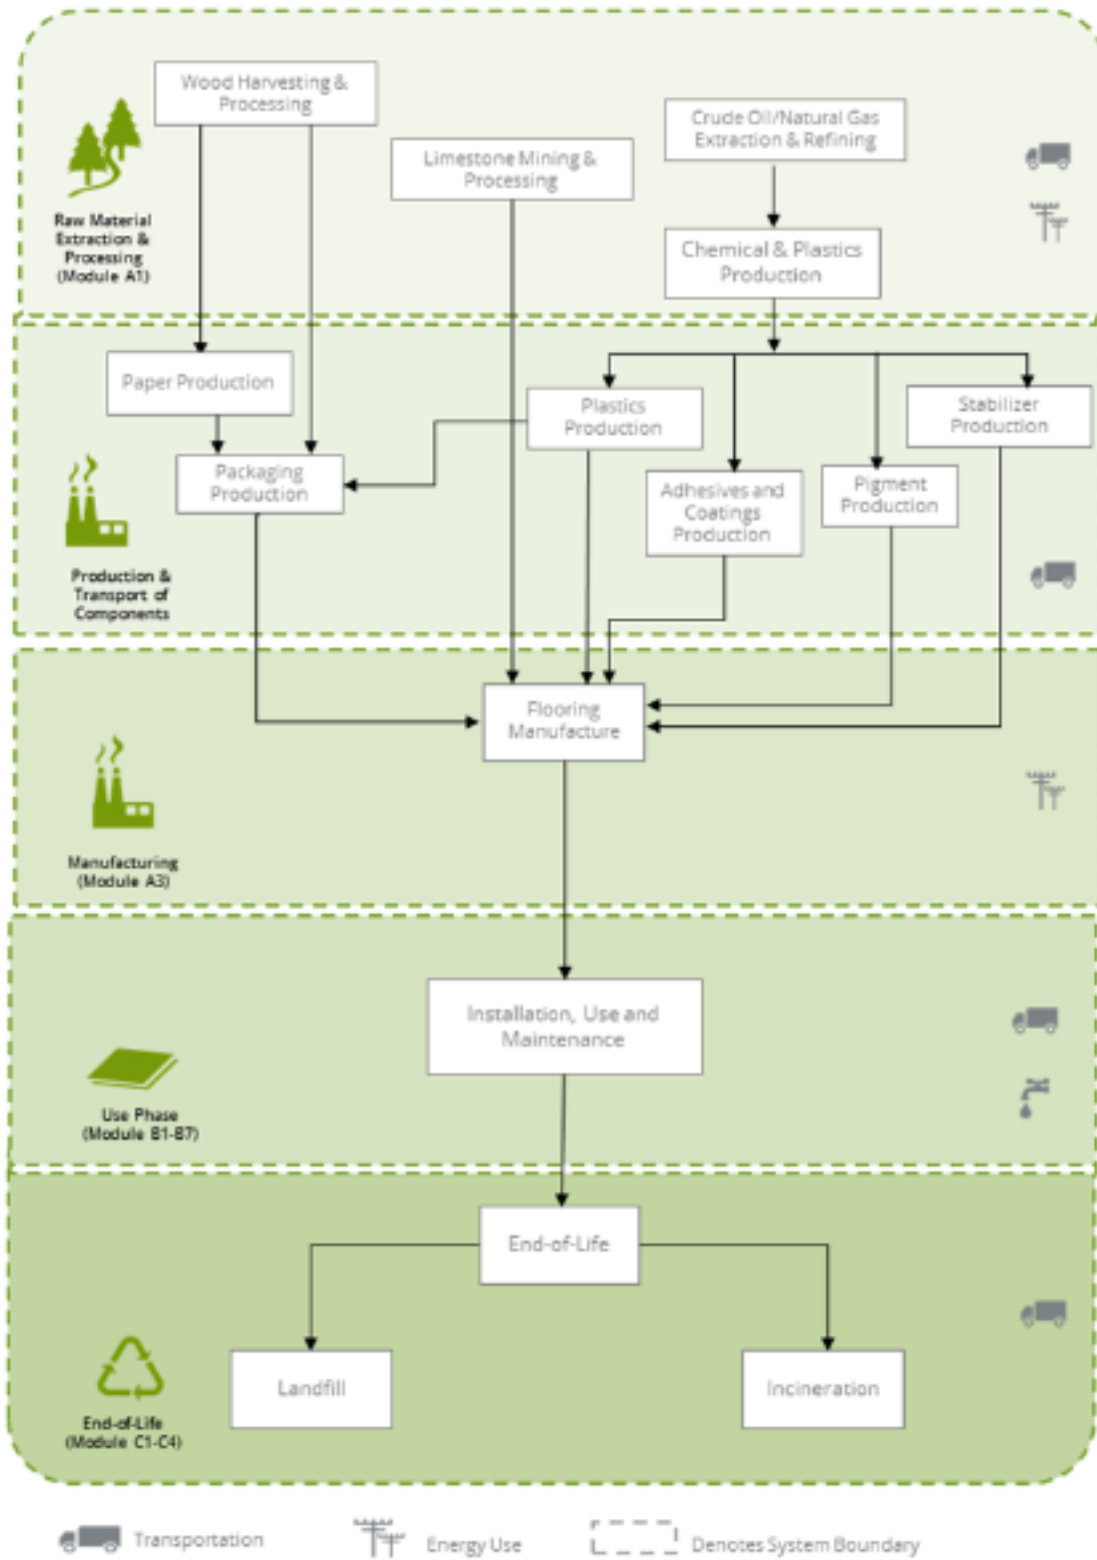 Wood Harvesting &
Processing
Crude Oil/Natural Gas
Extraction & Refining
Limestone Mining &
Processing
Raw Material
Extraction &
Processing
(Module A1)
Chemical & Plastics
Production
Paper Production
Plastics
Production
Stabilizer
Production
Packaging
Production
Adhesives and
Coatings
Production
Pigment
Production
Production &
Transport of
Components
Flooring
Manufacture
Manufacturing
(Module A3)
Installation, Use and
Maintenance
Use Phase
(Module B1-B7)
End-of-Life
Landfill
Incineration
End-of-Life
(Module C1-C4)
Transportation
Energy Use
Denotes System Boundary